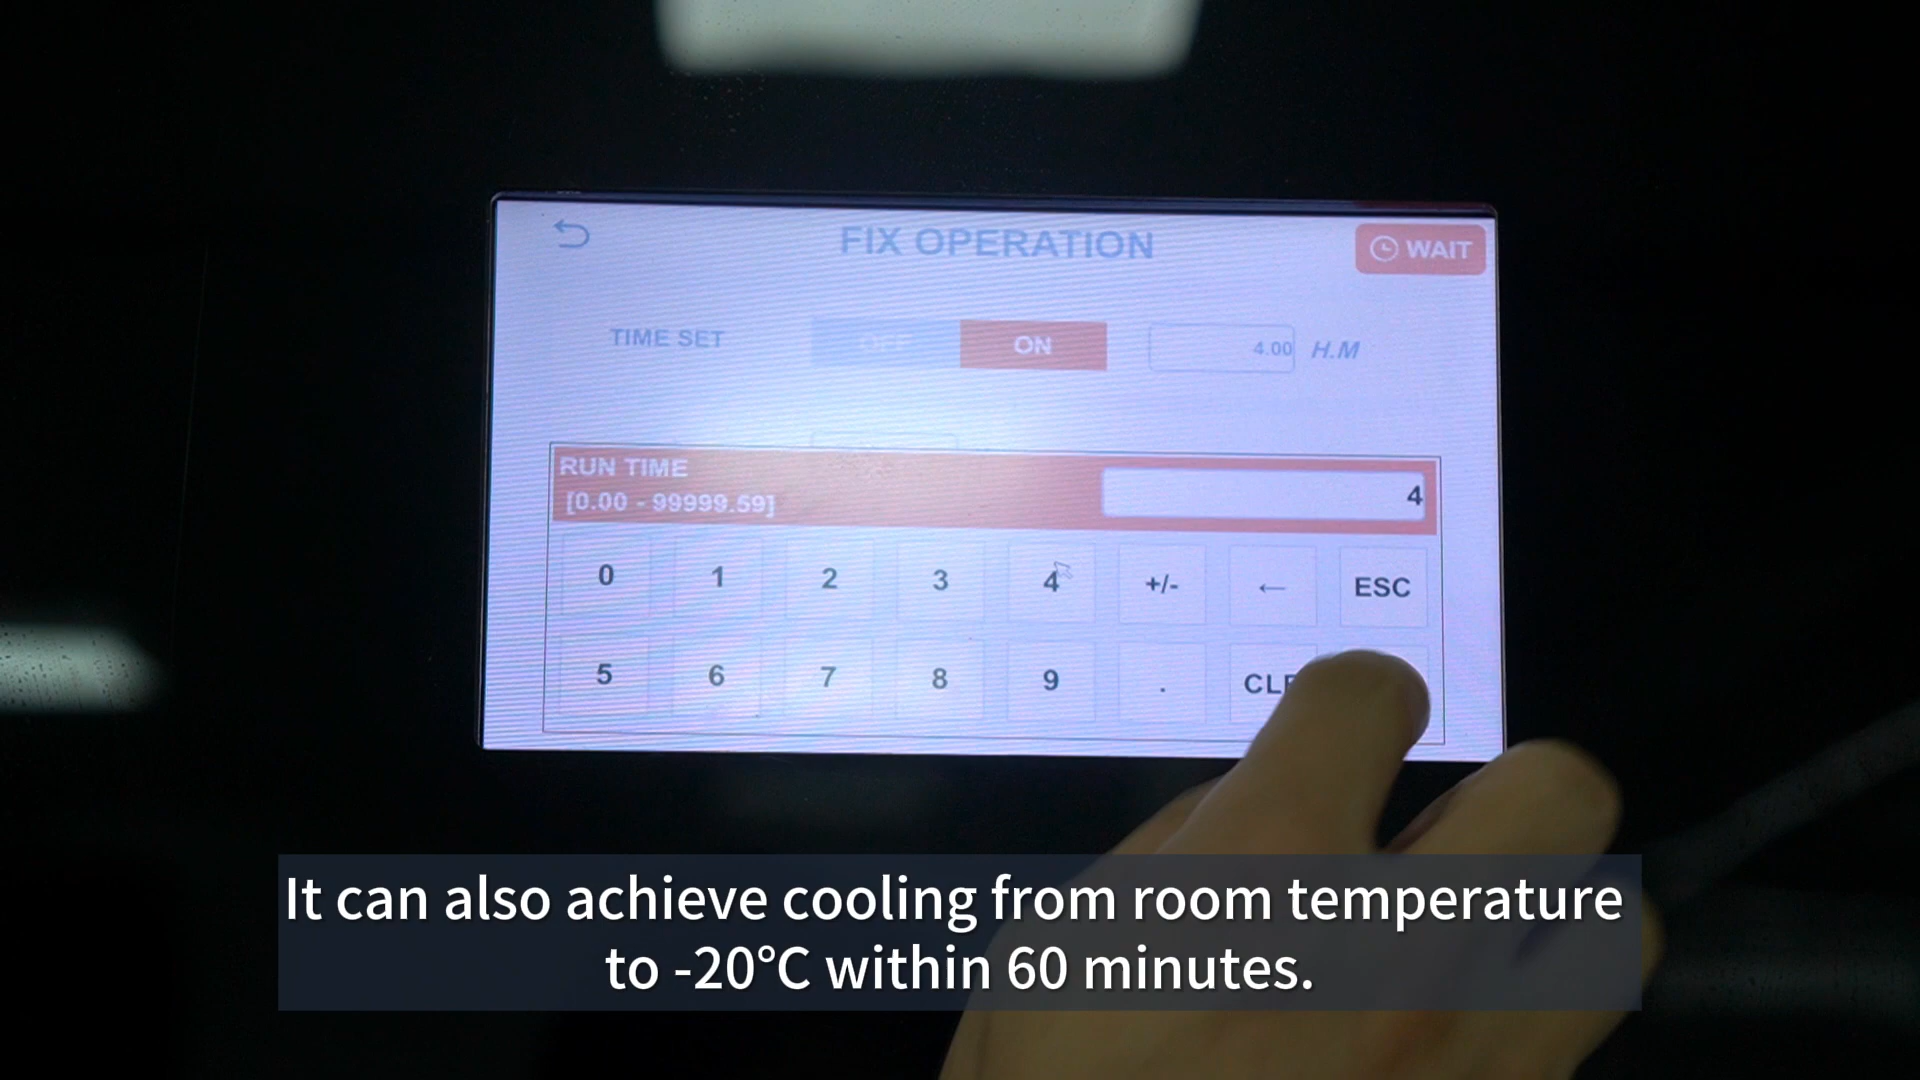 FIX OPERATION
WAIT
TIME SET
OFF
ON
4.00
H.M
RUN TIME
4
[0.00 - 99999.59]
0 1 2 3 4 +/- ← ESC
5 6 7 8 9 .
It can also achieve cooling from room temperature
to -20°C within 60 minutes.